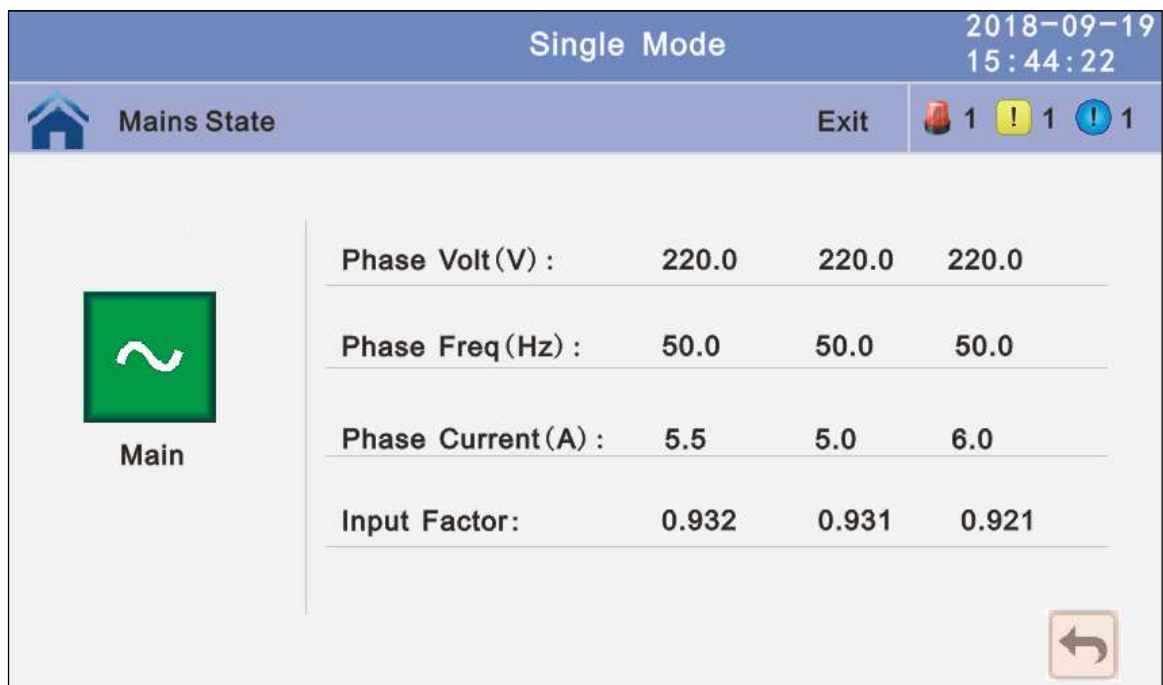 Single Mode
2018-09-19
15:44:22
Mains State Exit 1 ! 1 ! 1
Phase Volt(V): 220.0 220.0 220.0
Phase Freq(Hz): 50.0 50.0 50.0
Phase Current(A): 5.5 5.0 6.0
Main
Input Factor: 0.932 0.931 0.921